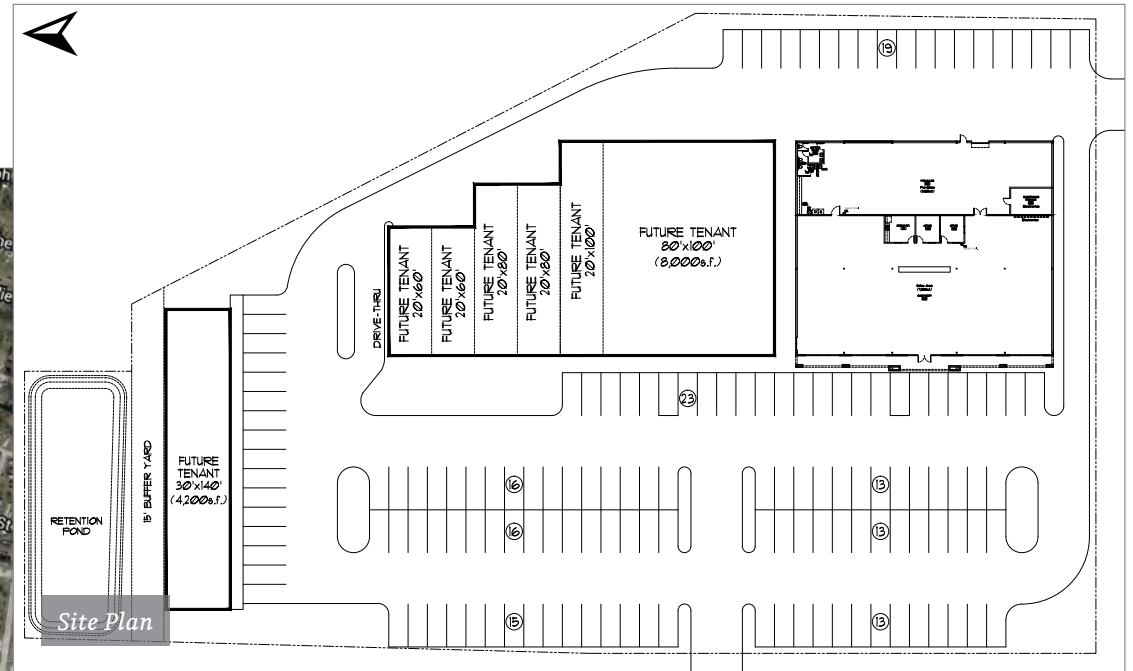 19
DRIVE-THRU
FUTURE TENANT
20'x60'
FUTURE TENANT
20'x60'
FUTURE TENANT
20'x80'
FUTURE TENANT
20'x80'
FUTURE TENANT
20'x100'
FUTURE TENANT
80'x100'
(8,000s.f.)
23
RETENTION
POND
15' BUFFER YARD
FUTURE
TENANT
30'x140'
(4,200s.f.)
16
13
16
13
15
13
Site Plan